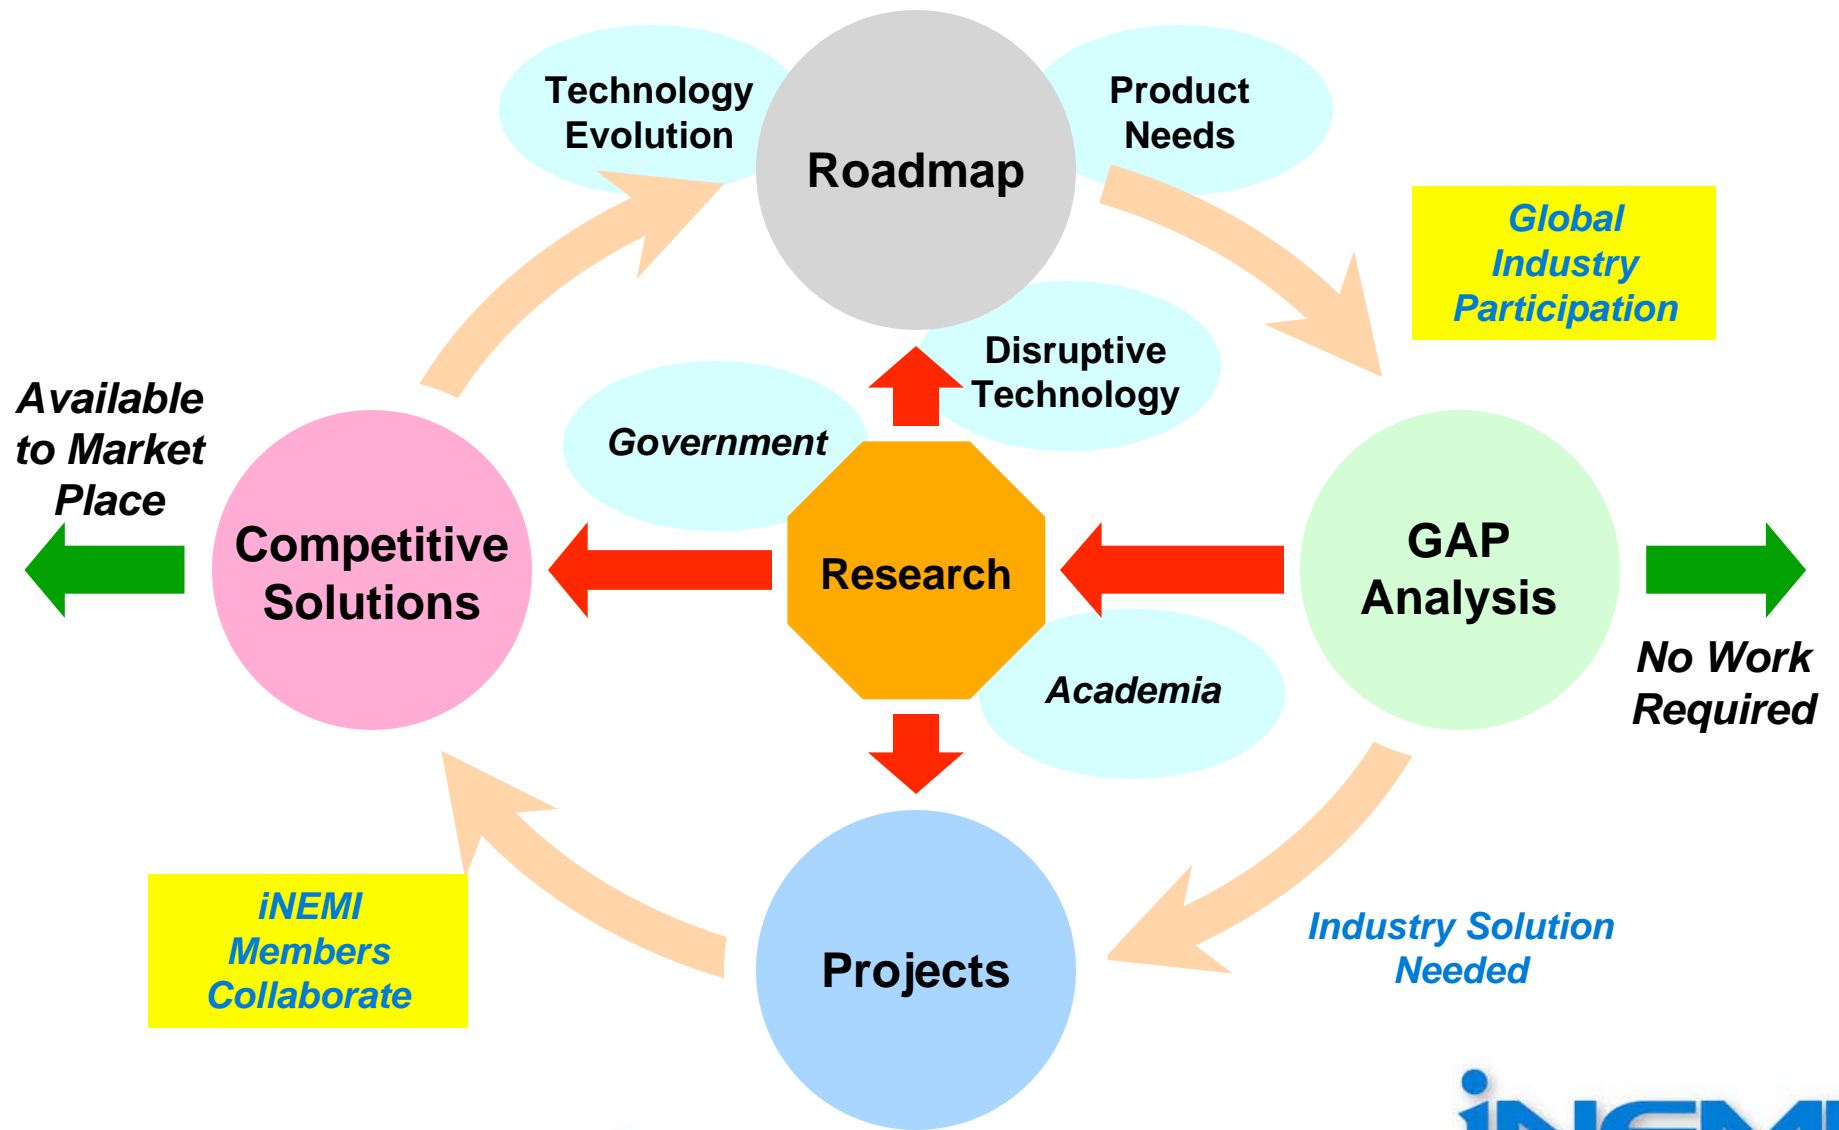 Technology
Evolution
Product
Needs
Roadmap
Global
Industry
Participation
Disruptive
Technology
Available
to Market
Place
Government
Competitive
Solutions
Research
GAP
Analysis
No Work
Required
Academia
iNEMI
Members
Collaborate
Projects
Industry Solution
Needed
iNEMI